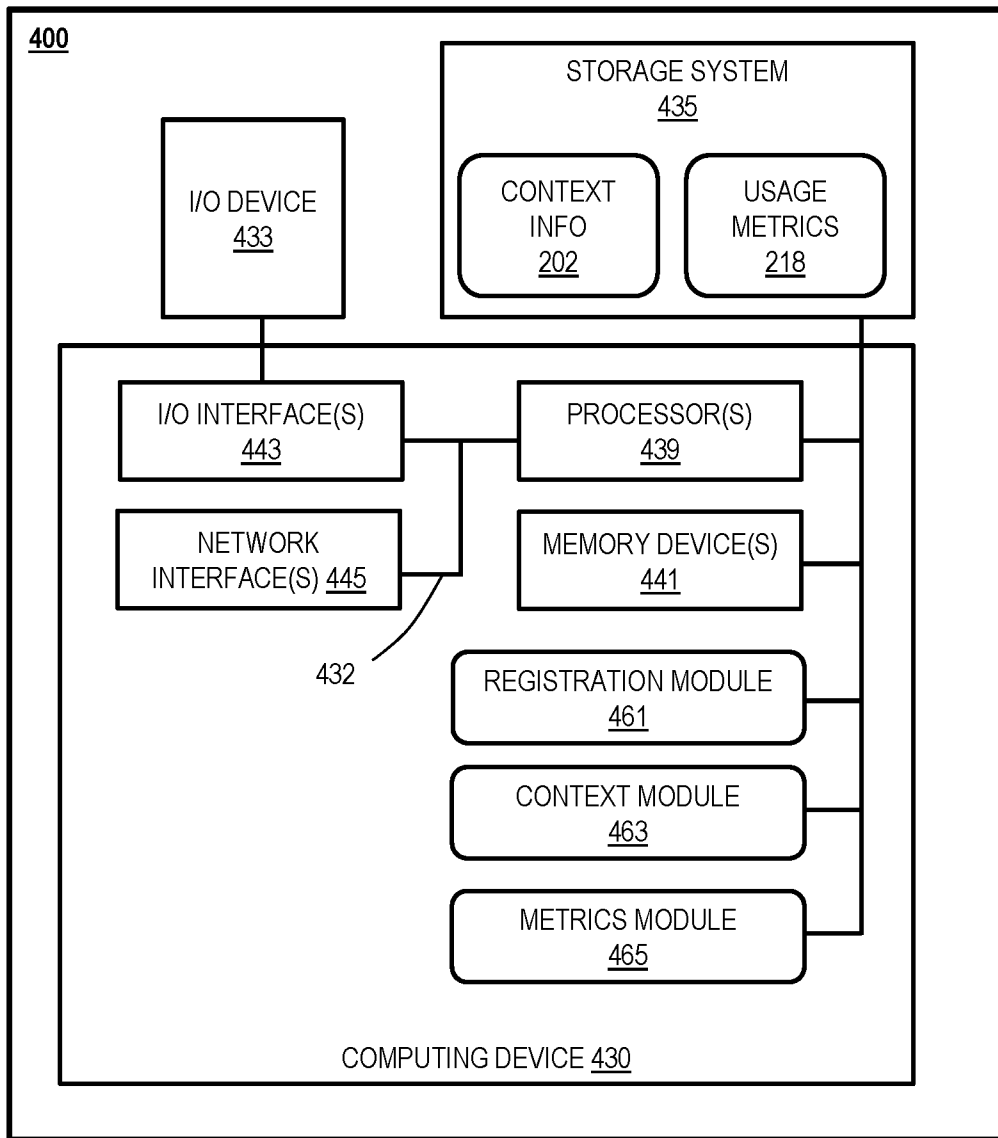 400
STORAGE SYSTEM
435
CONTEXT
INFO
202
USAGE
METRICS
218
I/O DEVICE
433
I/O INTERFACE(S)
443
PROCESSOR(S)
439
NETWORK
INTERFACE(S) 445
MEMORY DEVICE(S)
441
432
REGISTRATION MODULE
461
CONTEXT MODULE
463
METRICS MODULE
465
COMPUTING DEVICE 430